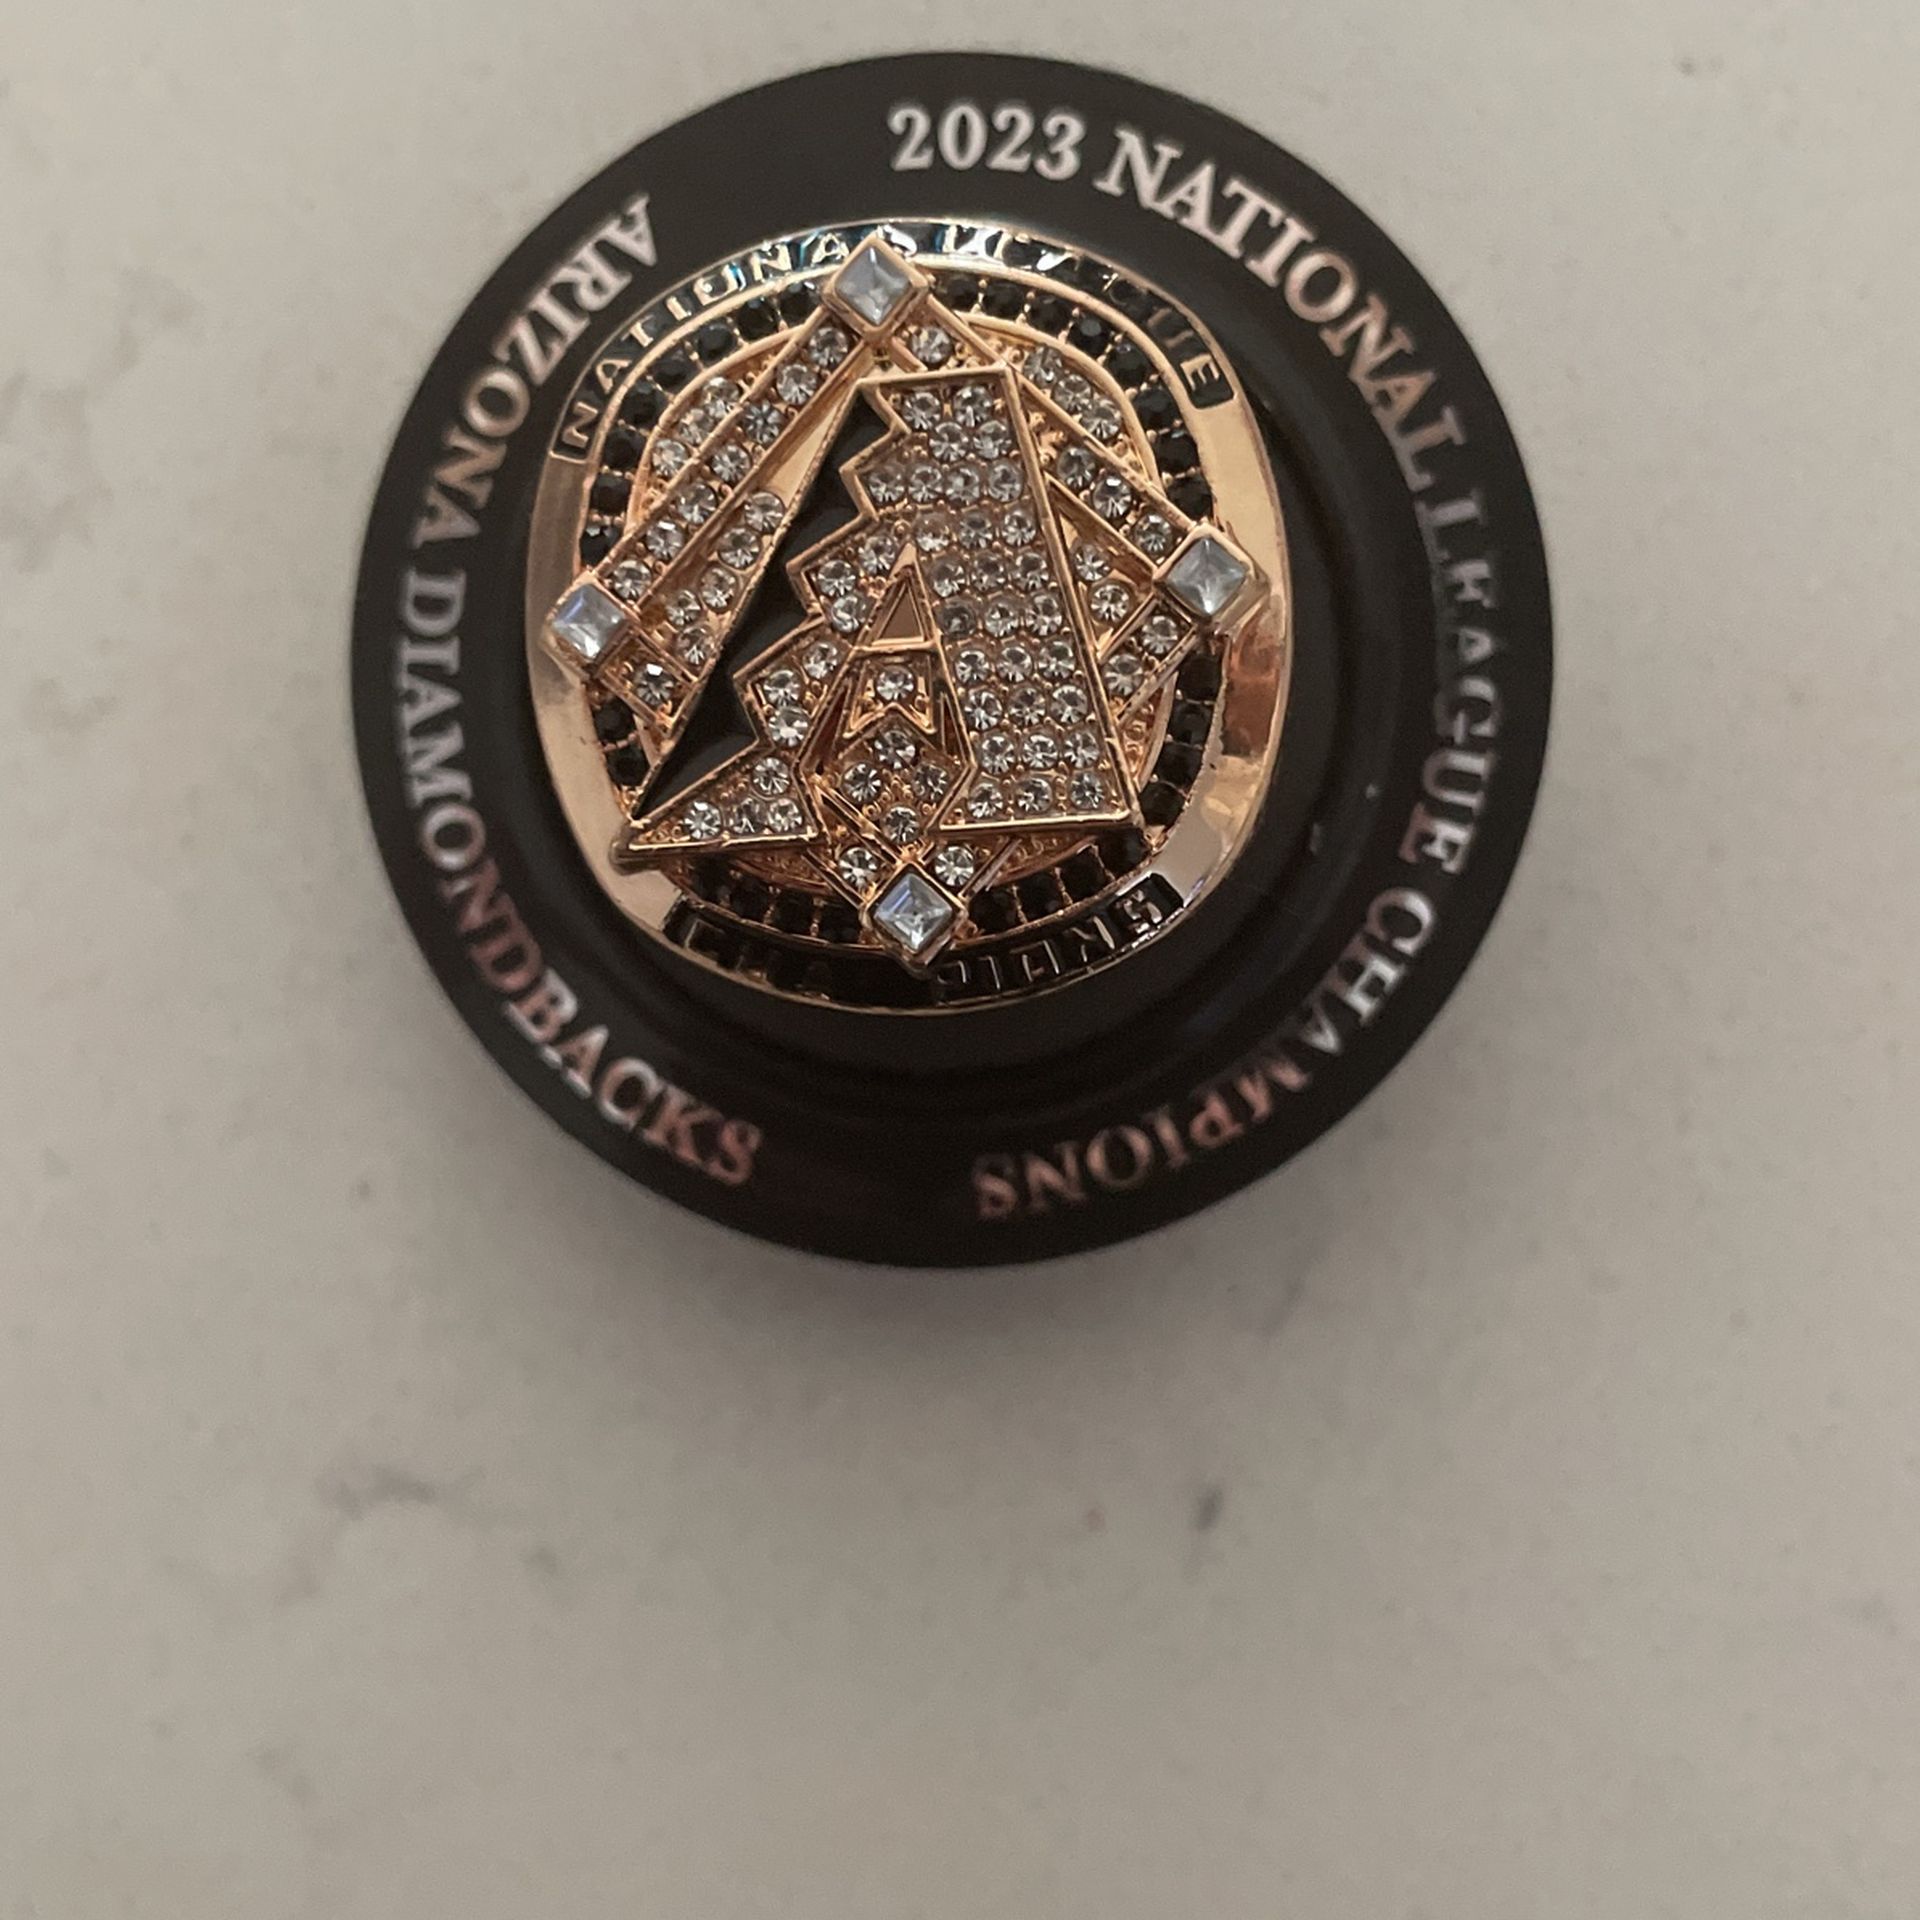 2023 NATIONAL LEAGUE CHAMPIONS
ARIZONA DIAMONDBACKS
NATIONAL LEAGUE
A